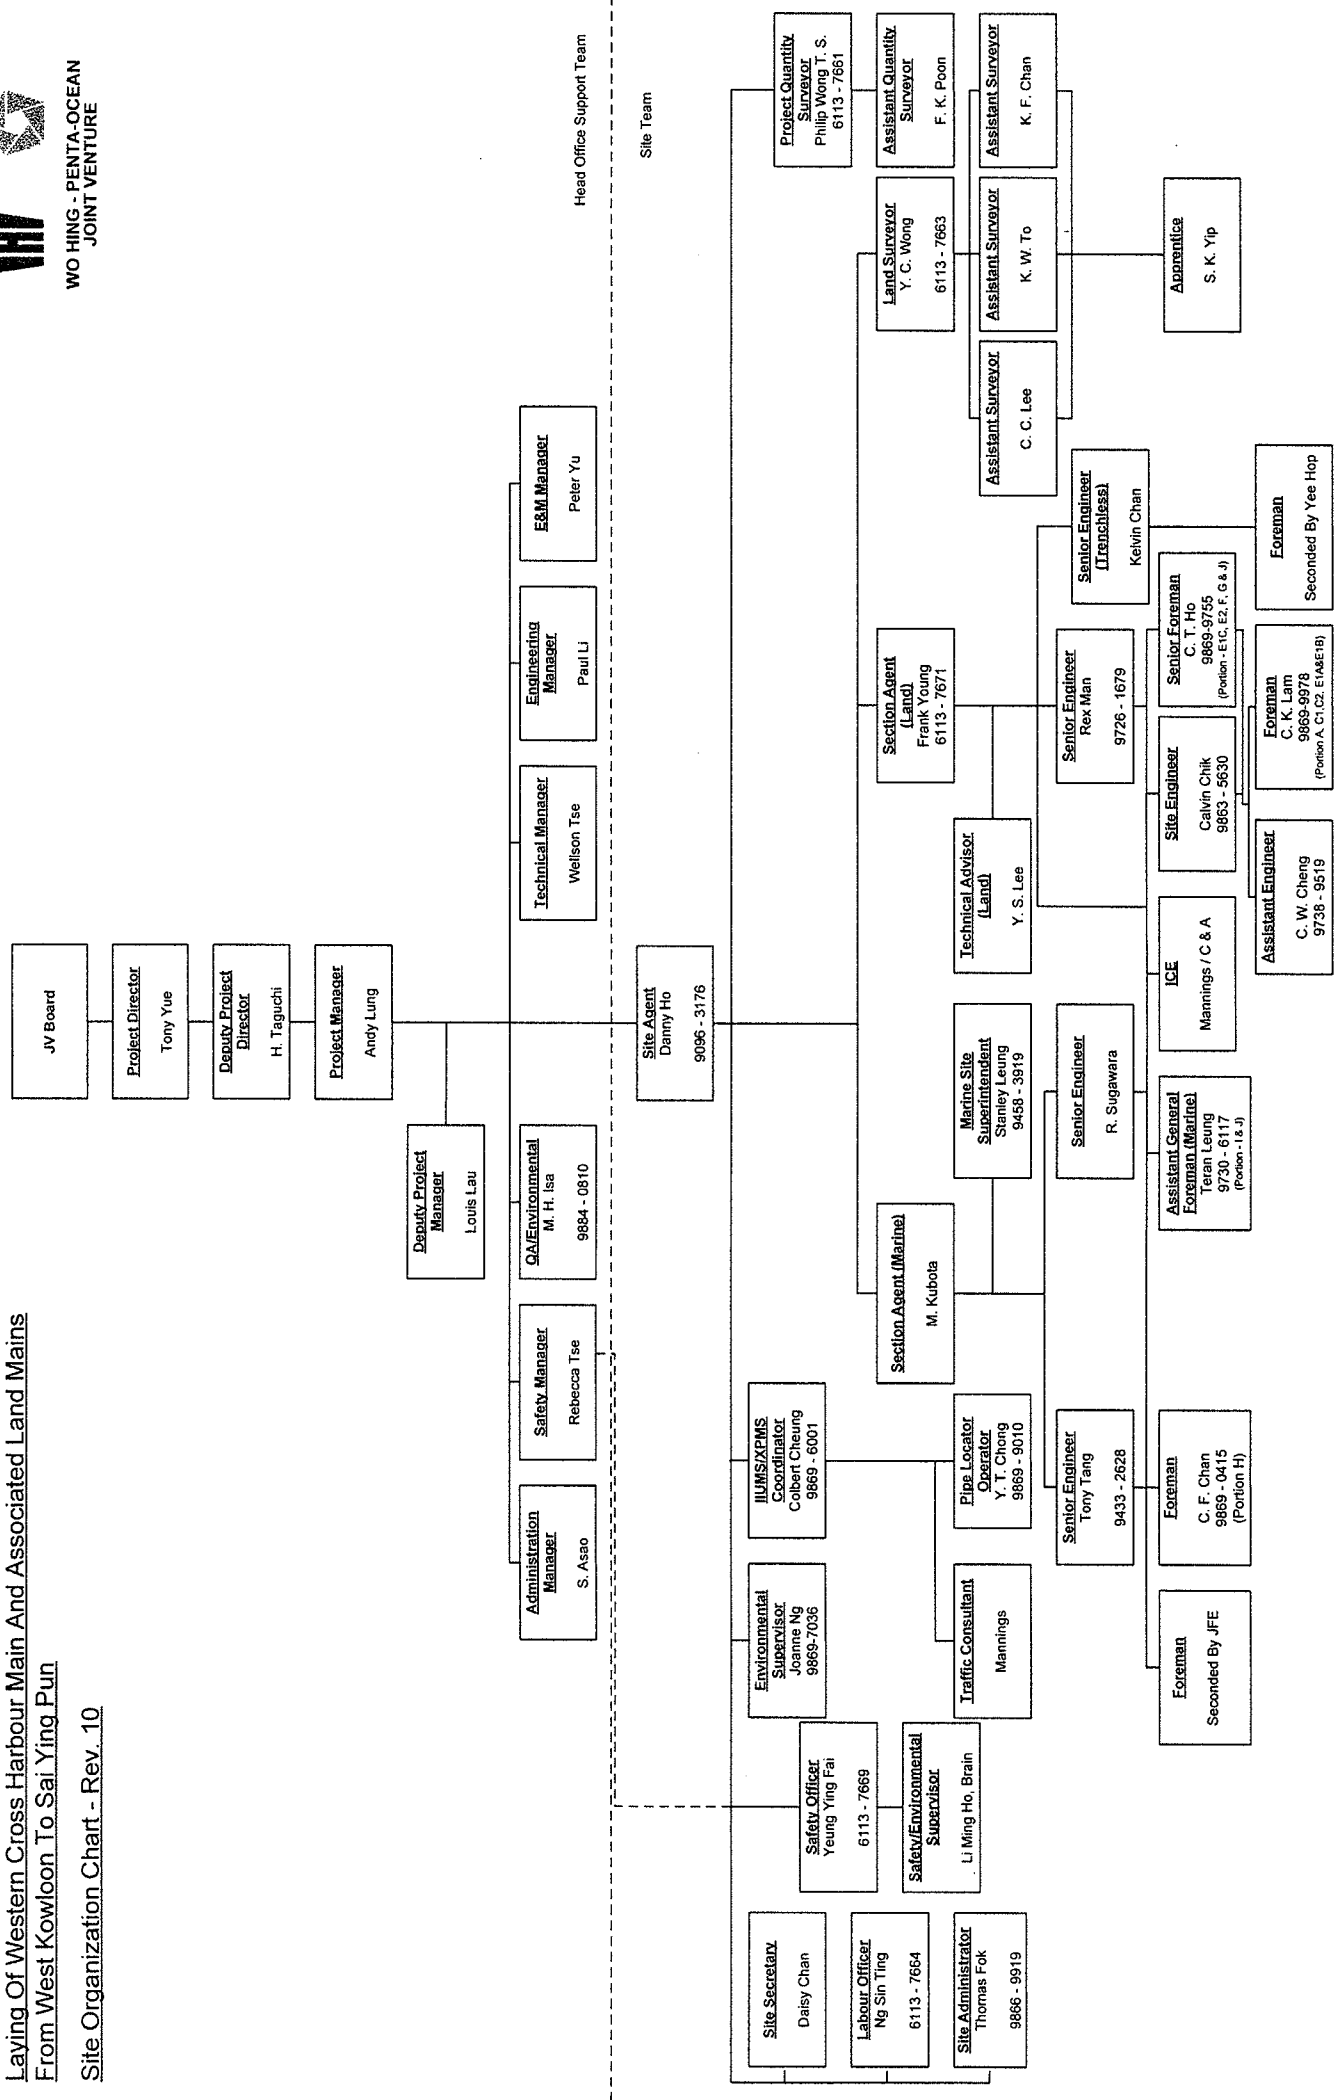 Laying Of Western Cross Harbour Main And Associated Land Mains
From West Kowloon To Sai Ying Pun
Site Organization Chart - Rev. 10
WO HING - PENTA-OCEAN
JOINT VENTURE
JV Board
Project Director
Tony Yue
Deputy Project
Director
H. Taguchi
Project Manager
Andy Lung
Deputy Project
Manager
Louis Lau
Administration
Manager
S. Asao
Safety Manager
Rebecca Tse
QA/Environmental
M. H. Isa
9884 - 0810
Technical Manager
Wellson Tse
Engineering
Manager
Paul Li
E&M Manager
Peter Yu
Head Office Support Team
Site Team
Site Agent
Danny Ho
9096 - 3176
Site Secretary
Daisy Chan
Labour Officer
Ng Sin Ting
6113 - 7664
Site Administrator
Thomas Fok
9866 - 9919
Safety Officer
Yeung Ying Fai
6113 - 7669
Safety/Environmental
Supervisor
Li Ming Ho, Brain
Environmental
Supervisor
Joanne Ng
9869-7036
IIUMS/XPMS
Coordinator
Colbert Cheung
9869 - 6001
Traffic Consultant
Mannings
Pipe Locator
Operator
Y. T. Chong
9869 - 9010
Section Agent (Marine)
M. Kubota
Marine Site
Superintendent
Stanley Leung
9458 - 3919
Senior Engineer
Tony Tang
9433 - 2628
Senior Engineer
R. Sugawara
Section Agent
(Land)
Frank Young
6113 - 7671
Technical Advisor
(Land)
Y. S. Lee
Senior Engineer
Rex Man
9726 - 1679
Senior Engineer
(Trenchless)
Kelvin Chan
Land Surveyor
Y. C. Wong
6113 - 7663
Project Quantity
Surveyor
Philip Wong T. S.
6113 - 7661
Assistant Quantity
Surveyor
F. K. Poon
Assistant Surveyor
C. C. Lee
Assistant Surveyor
K. W. To
Assistant Surveyor
K. F. Chan
Apprentice
S. K. Yip
Foreman
Seconded By JFE
Foreman
C. F. Chan
9869 - 0415
(Portion H)
Assistant General
Foreman (Marine)
Teran Leung
9730 - 6117
(Portion - I & J)
ICE
Mannings / C & A
Site Engineer
Calvin Chik
9863 - 5630
Senior Foreman
C. T. Ho
9869-9755
(Portion - E1C, E2, F, G & J)
Assistant Engineer
C. W. Cheng
9738 - 9519
Foreman
C. K. Lam
9869-9978
(Portion A, C1,C2, E1A&E1B)
Foreman
Seconded By Yee Hop